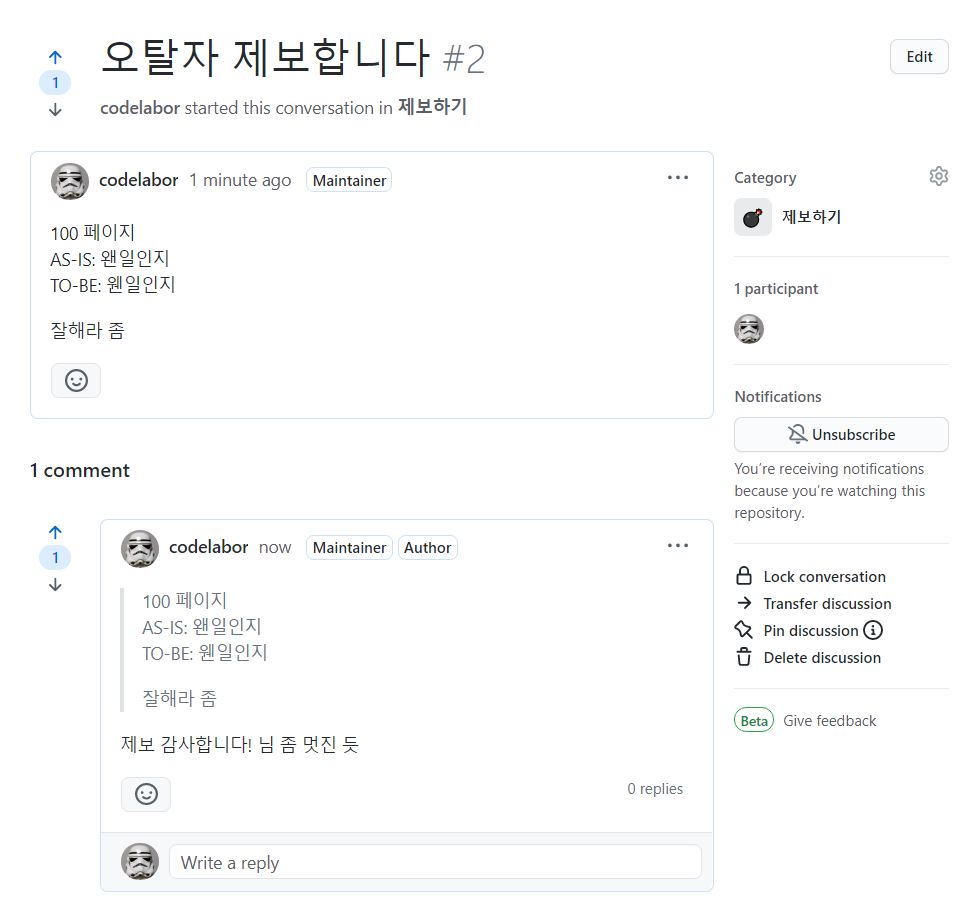 오탈자 제보합니다 #2
Edit
1
codelabor started this conversation in 제보하기
codelabor 1 minute ago Maintainer
100 페이지
AS-IS: 왠일인지
TO-BE: 웬일인지
잘해라 좀
1 comment
1
codelabor now Maintainer Author
100 페이지
AS-IS: 왠일인지
TO-BE: 웬일인지
잘해라 좀
제보 감사합니다! 님 좀 멋진 듯
0 replies
Write a reply
Category
제보하기
1 participant
Notifications
Unsubscribe
You're receiving notifications
because you're watching this
repository.
Lock conversation
Transfer discussion
Pin discussion
Delete discussion
Beta Give feedback